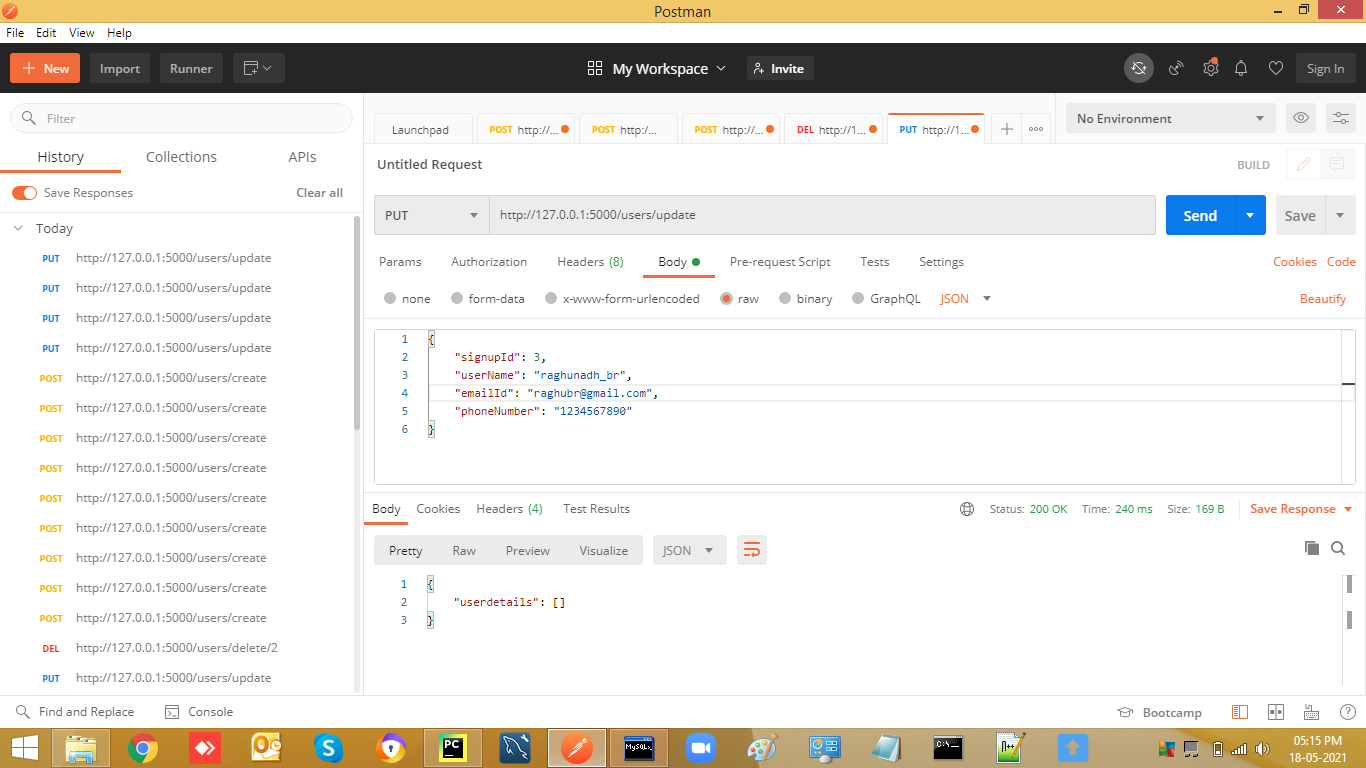 Postman
File Edit View Help
New Import Runner My Workspace Invite Sign In
Filter
History Collections APIs
Save Responses Clear all
Today
PUT http://127.0.0.1:5000/users/update
PUT http://127.0.0.1:5000/users/update
PUT http://127.0.0.1:5000/users/update
PUT http://127.0.0.1:5000/users/update
POST http://127.0.0.1:5000/users/create
POST http://127.0.0.1:5000/users/create
POST http://127.0.0.1:5000/users/create
POST http://127.0.0.1:5000/users/create
POST http://127.0.0.1:5000/users/create
POST http://127.0.0.1:5000/users/create
POST http://127.0.0.1:5000/users/create
POST http://127.0.0.1:5000/users/create
POST http://127.0.0.1:5000/users/create
DEL http://127.0.0.1:5000/users/delete/2
PUT http://127.0.0.1:5000/users/update
Launchpad POST http://... POST http:/... POST http://... DEL http://1... PUT http://1... No Environment
Untitled Request BUILD
PUT http://127.0.0.1:5000/users/update Send Save
Params Authorization Headers (8) Body Pre-request Script Tests Settings Cookies Code
none form-data x-www-form-urlencoded raw binary GraphQL JSON Beautify
1 {
2 "signupId": 3,
3 "userName": "raghunadh_br",
4 "emailId": "raghubr@gmail.com",
5 "phoneNumber": "1234567890"
6 }
Body Cookies Headers (4) Test Results Status: 200 OK Time: 240 ms Size: 169 B Save Response
Pretty Raw Preview Visualize JSON
1 {
2 "userdetails": []
3 }
Find and Replace Console Bootcamp
PC MySQL
05:15 PM
18-05-2021